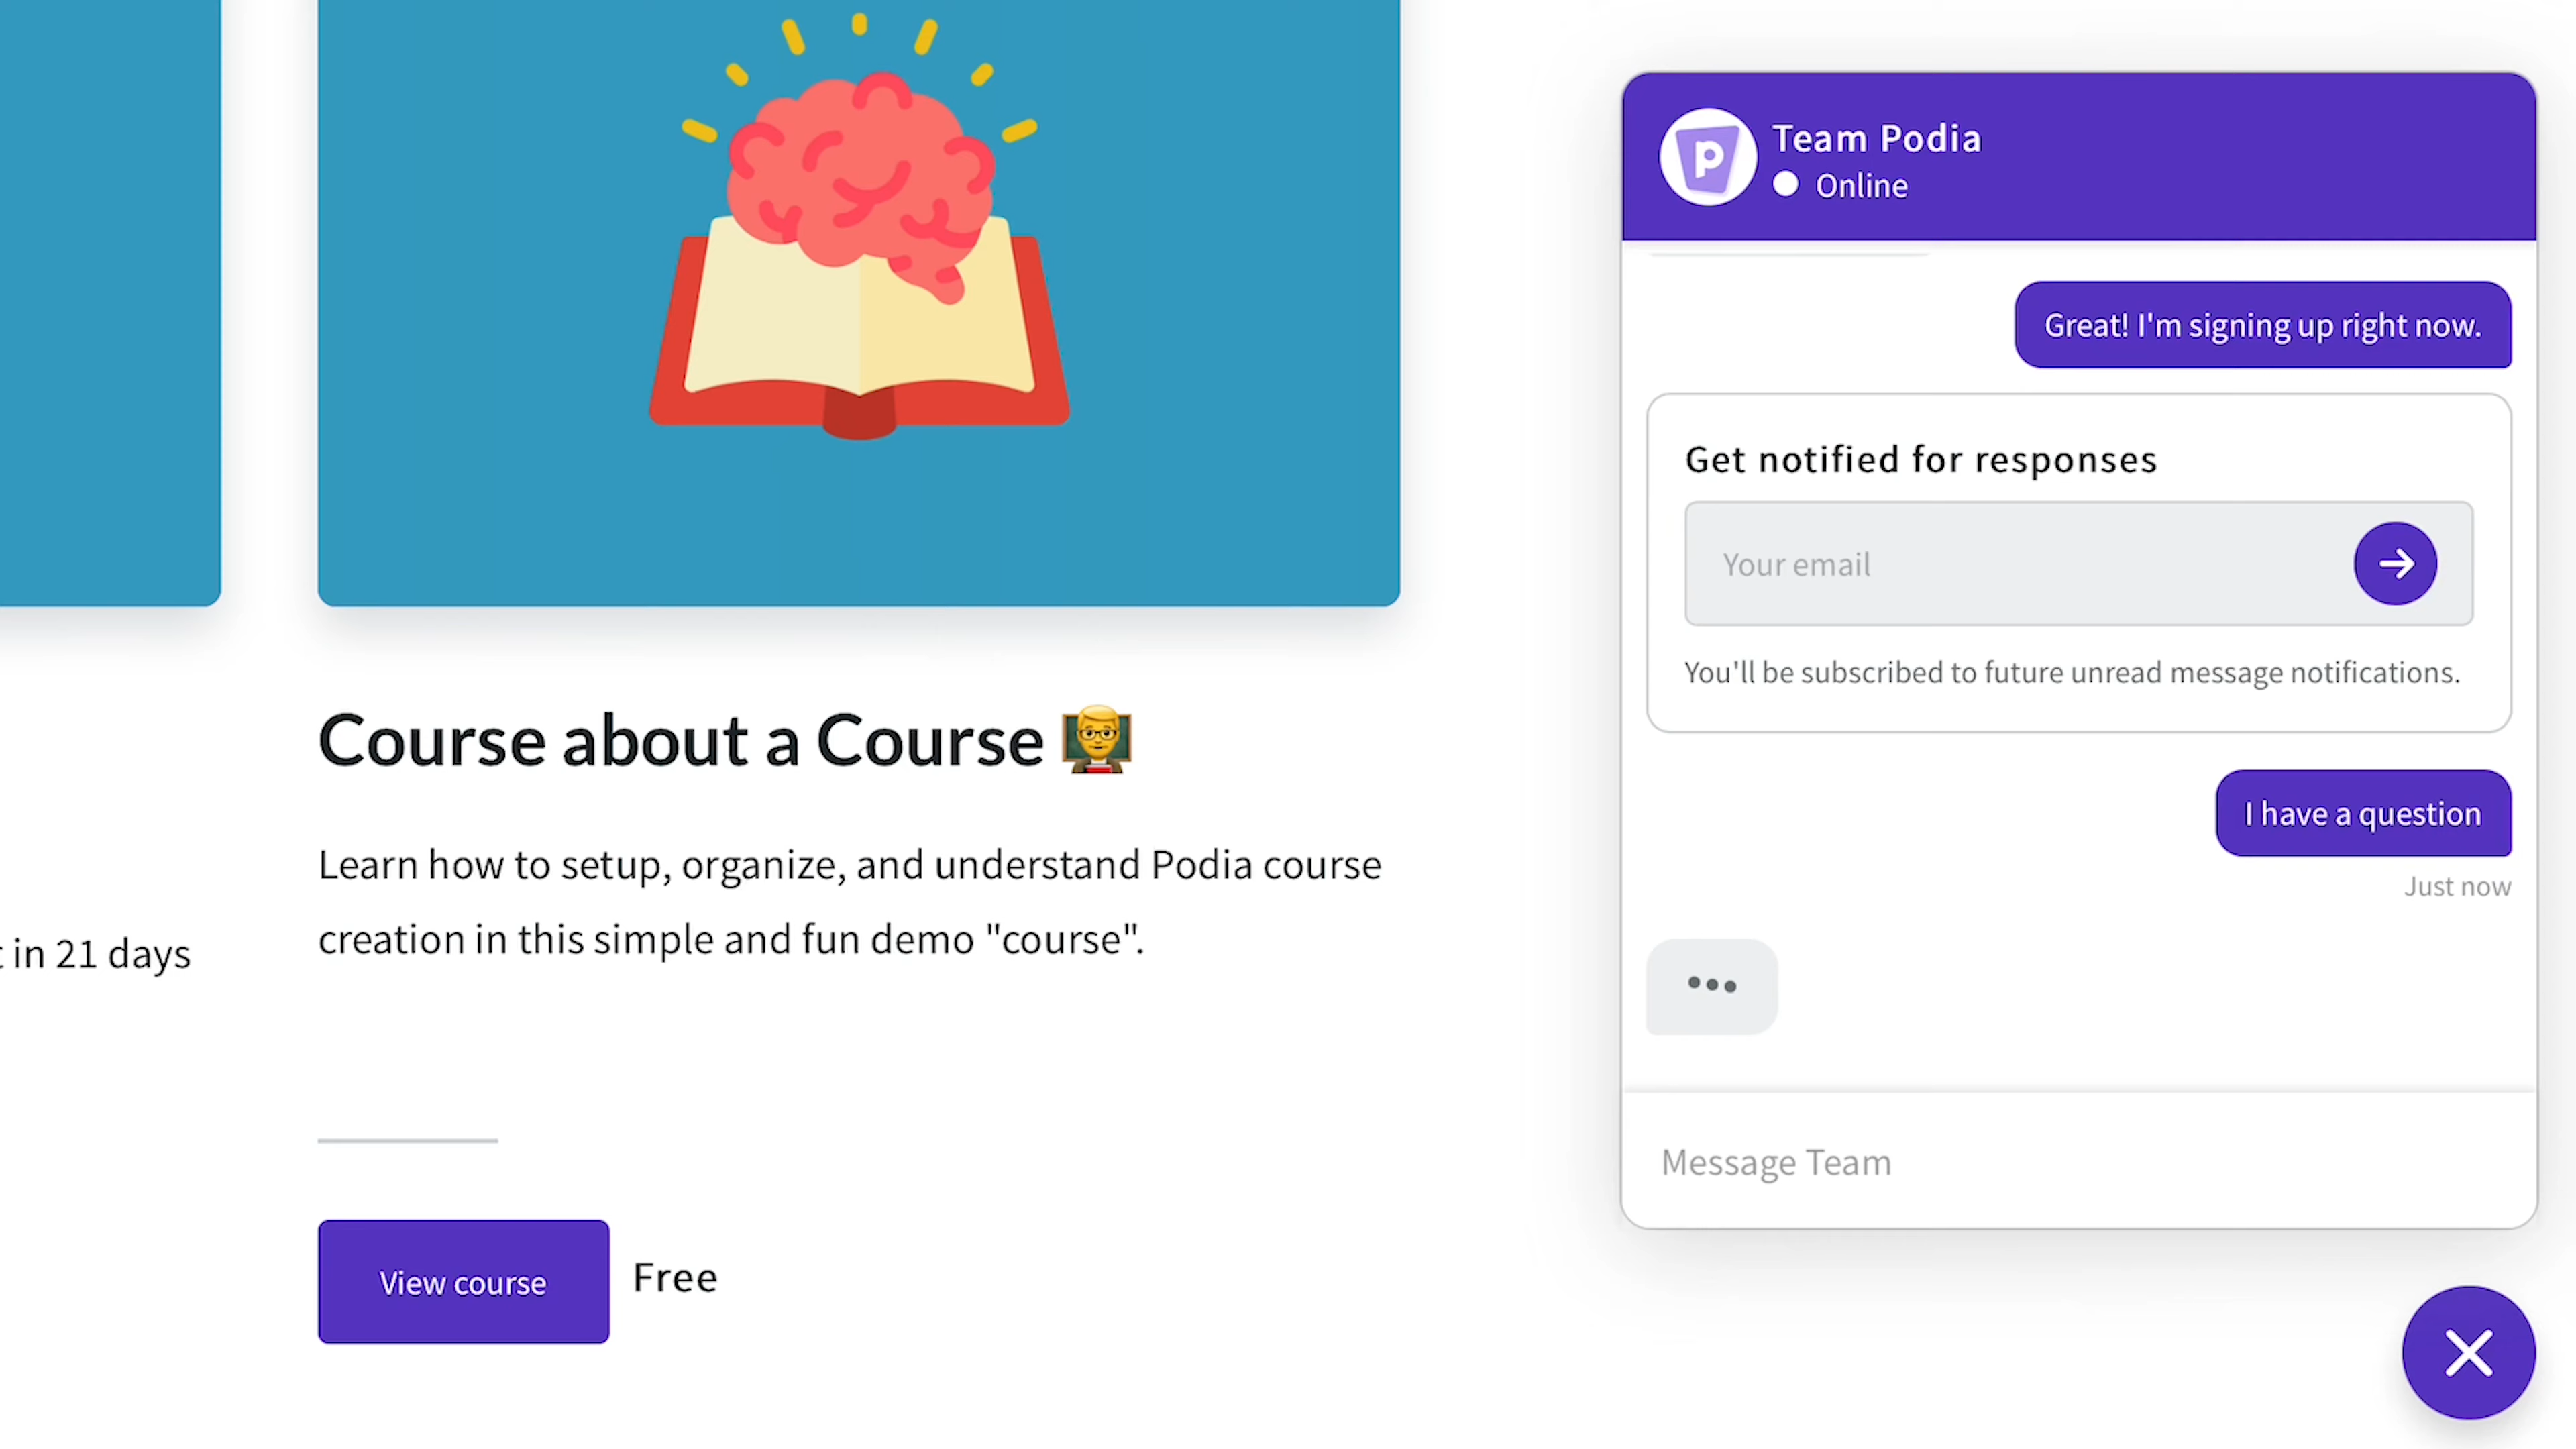 in 21 days
Course about a Course
Learn how to setup, organize, and understand Podia course
creation in this simple and fun demo "course".
View course
Free
Team Podia
Online
Great! I'm signing up right now.
Get notified for responses
Your email
You'll be subscribed to future unread message notifications.
I have a question
Just now
Message Team